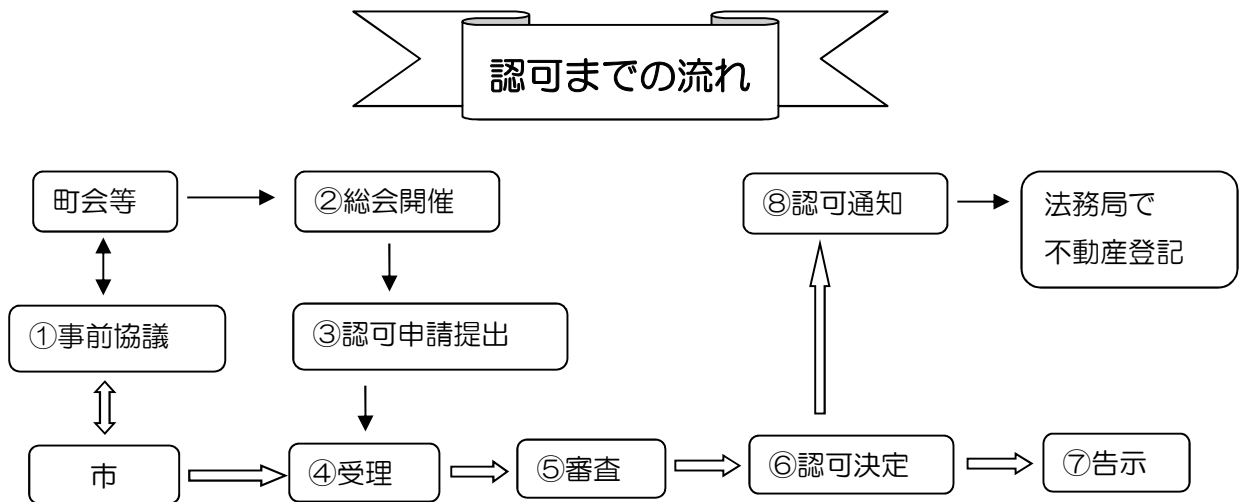 認可までの流れ
町会等
②総会開催
⑧認可通知
法務局で
不動産登記
①事前協議
③認可申請提出
市
④受理
⑤審査
⑥認可決定
⑦告示